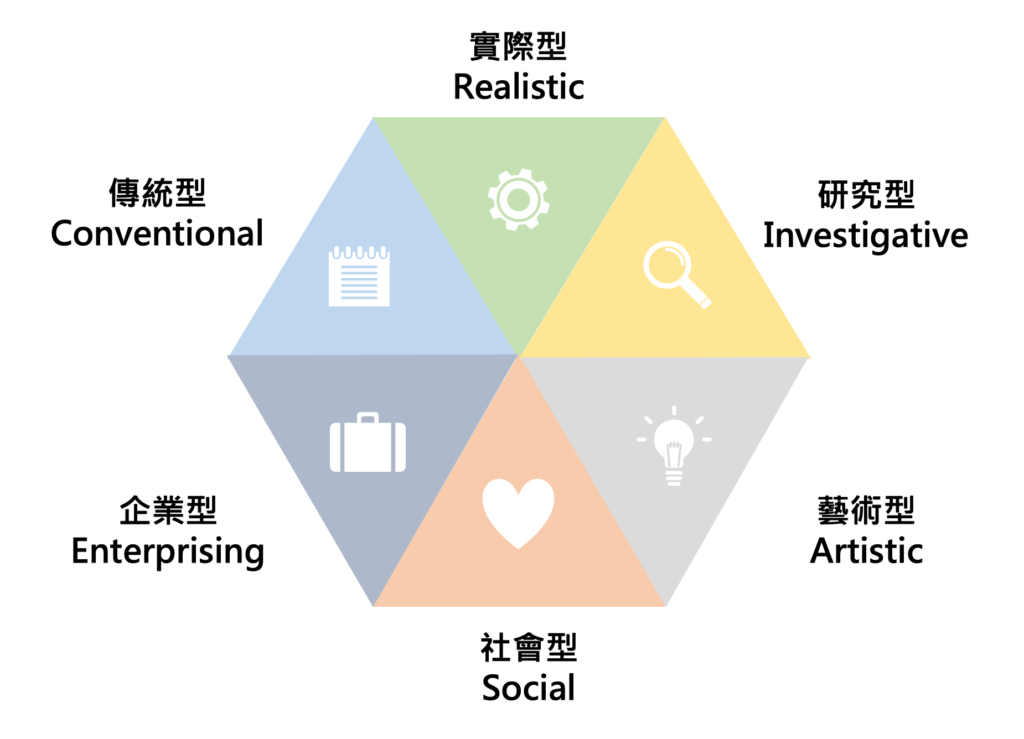 實際型
Realistic
傳統型
Conventional
研究型
Investigative
企業型
Enterprising
藝術型
Artistic
社會型
Social